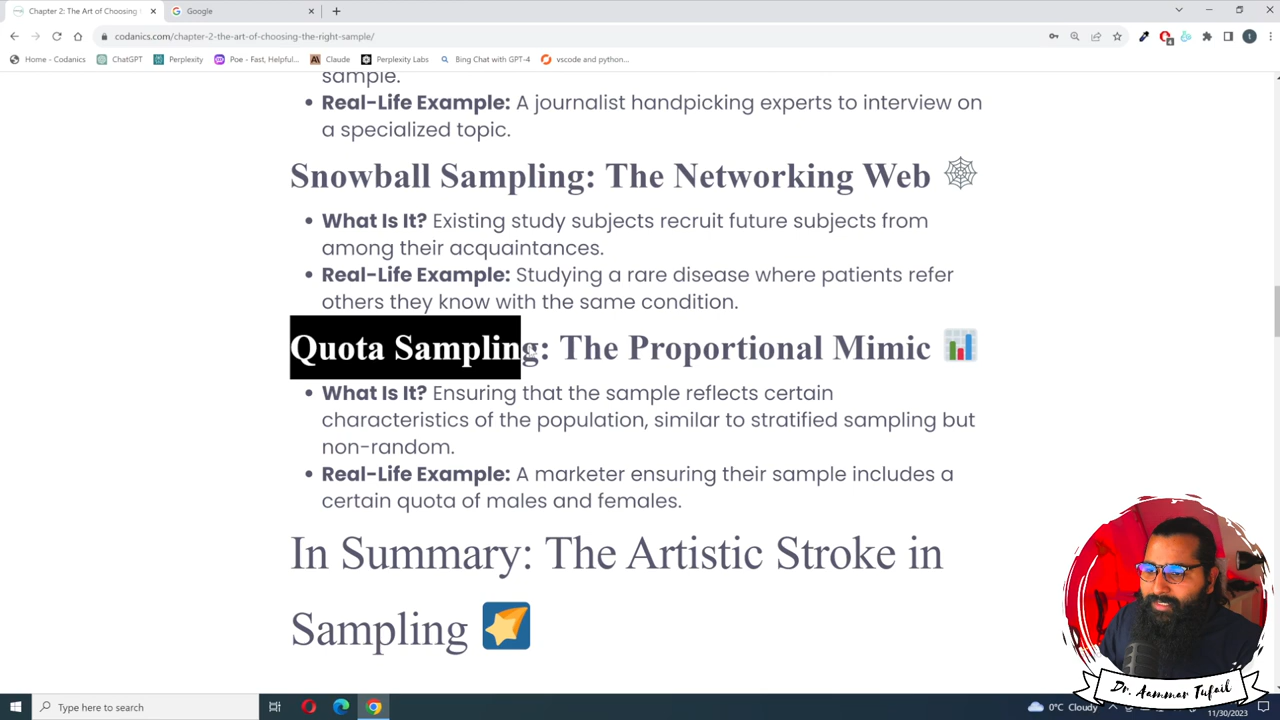 Chapter 2: The Art of Choosing
Google
codanics.com/chapter-2-the-art-of-choosing-the-right-sample/
Home - Codanics
ChatGPT
Perplexity
Poe - Fast, Helpful...
Claude
Perplexity Labs
Bing Chat with GPT-4
vscode and python...
sample.
Real-Life Example: A journalist handpicking experts to interview on
a specialized topic.
Snowball Sampling: The Networking Web
What Is It? Existing study subjects recruit future subjects from
among their acquaintances.
Real-Life Example: Studying a rare disease where patients refer
others they know with the same condition.
Quota Sampling: The Proportional Mimic
What Is It? Ensuring that the sample reflects certain
characteristics of the population, similar to stratified sampling but
non-random.
Real-Life Example: A marketer ensuring their sample includes a
certain quota of males and females.
In Summary: The Artistic Stroke in
Sampling
Dr. Aammar Tufail
Type here to search
0°C Cloudy
11/30/2023